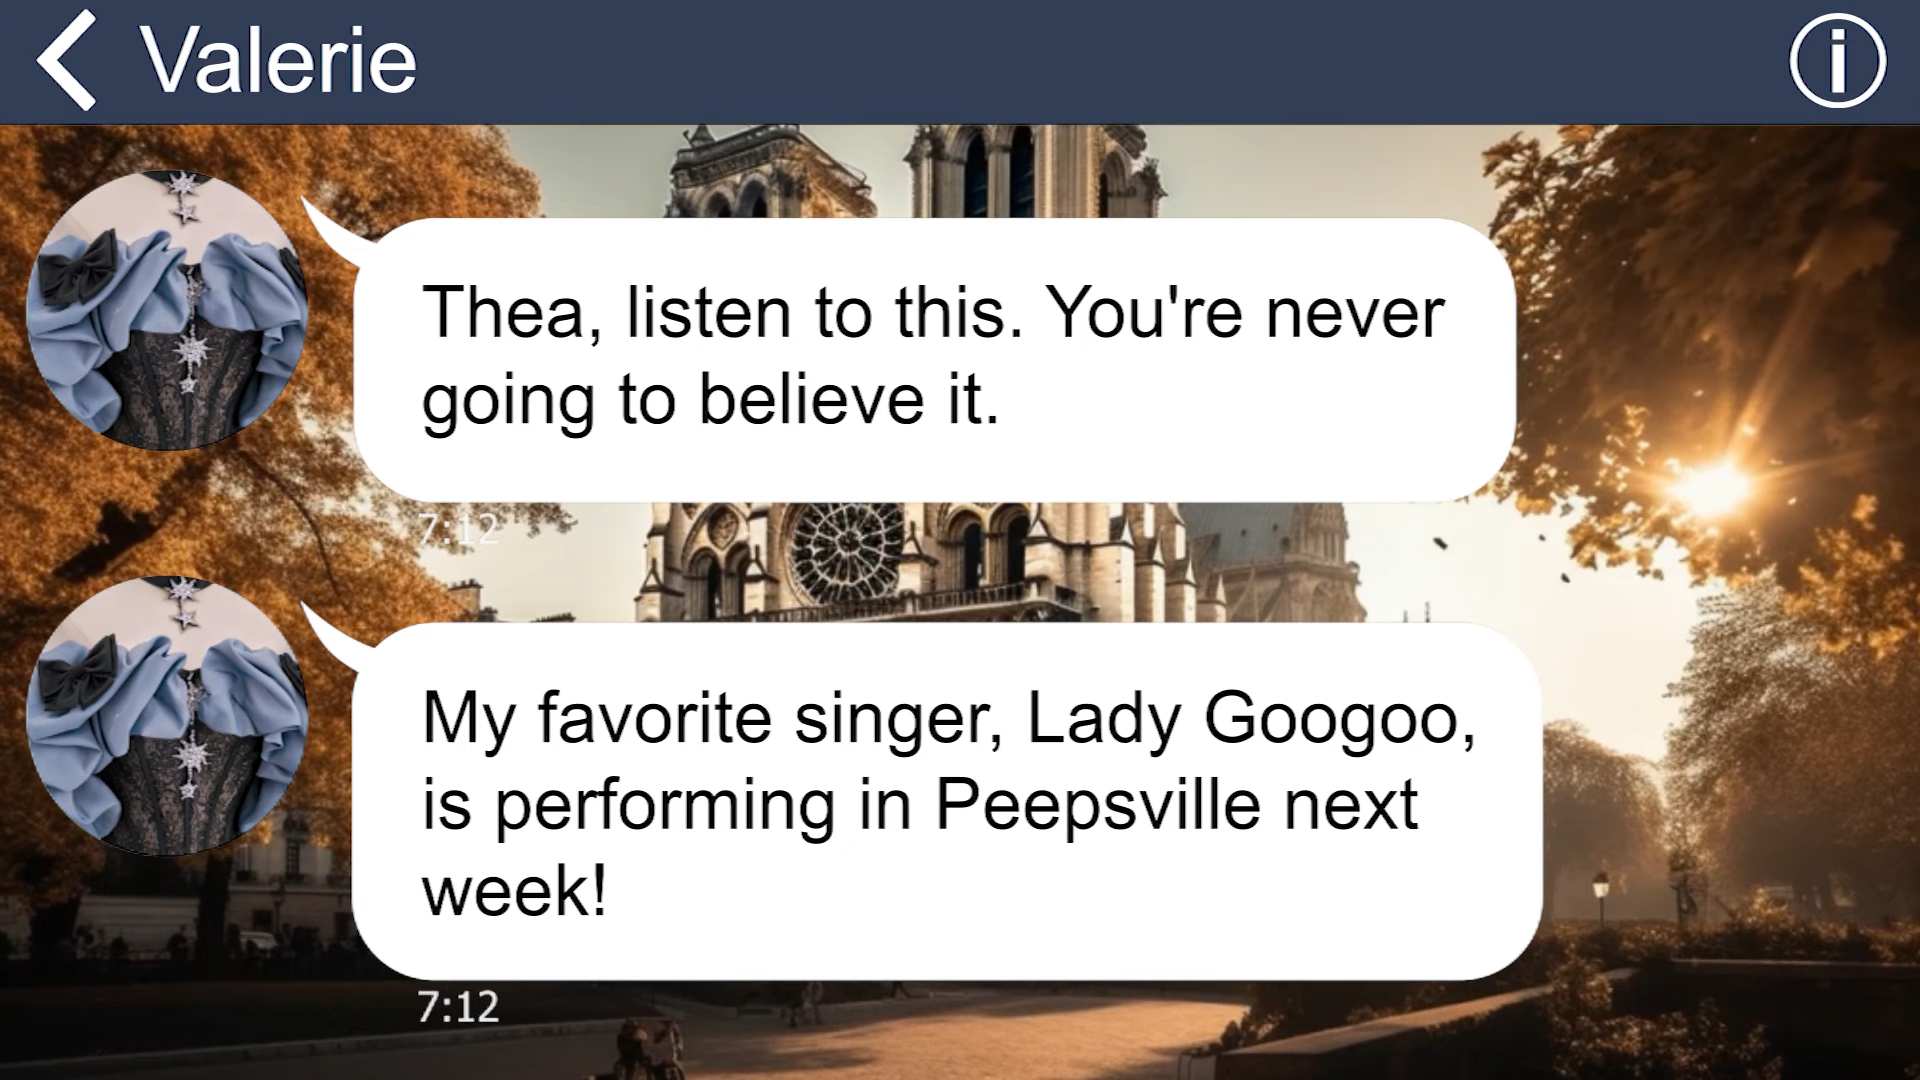 Valerie
Thea, listen to this. You're never
going to believe it.
7:12
My favorite singer, Lady Googoo,
is performing in Peepsville next
week!
7:12